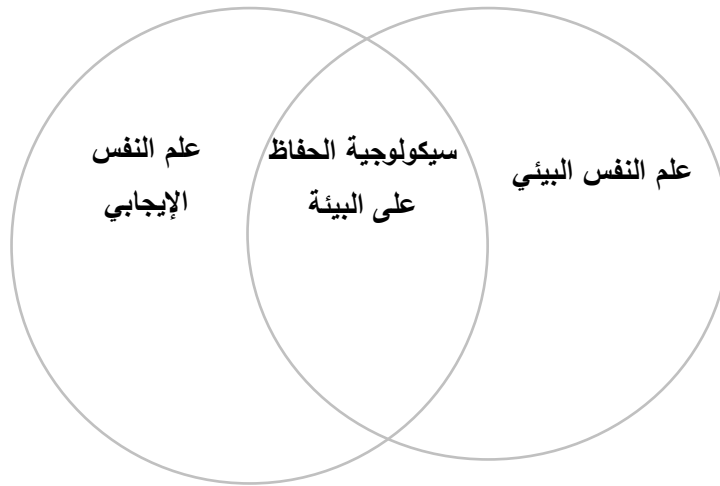 علم النفس البيئي
سيكولوجية الحفاظ
على البيئة
علم النفس
الإيجابي